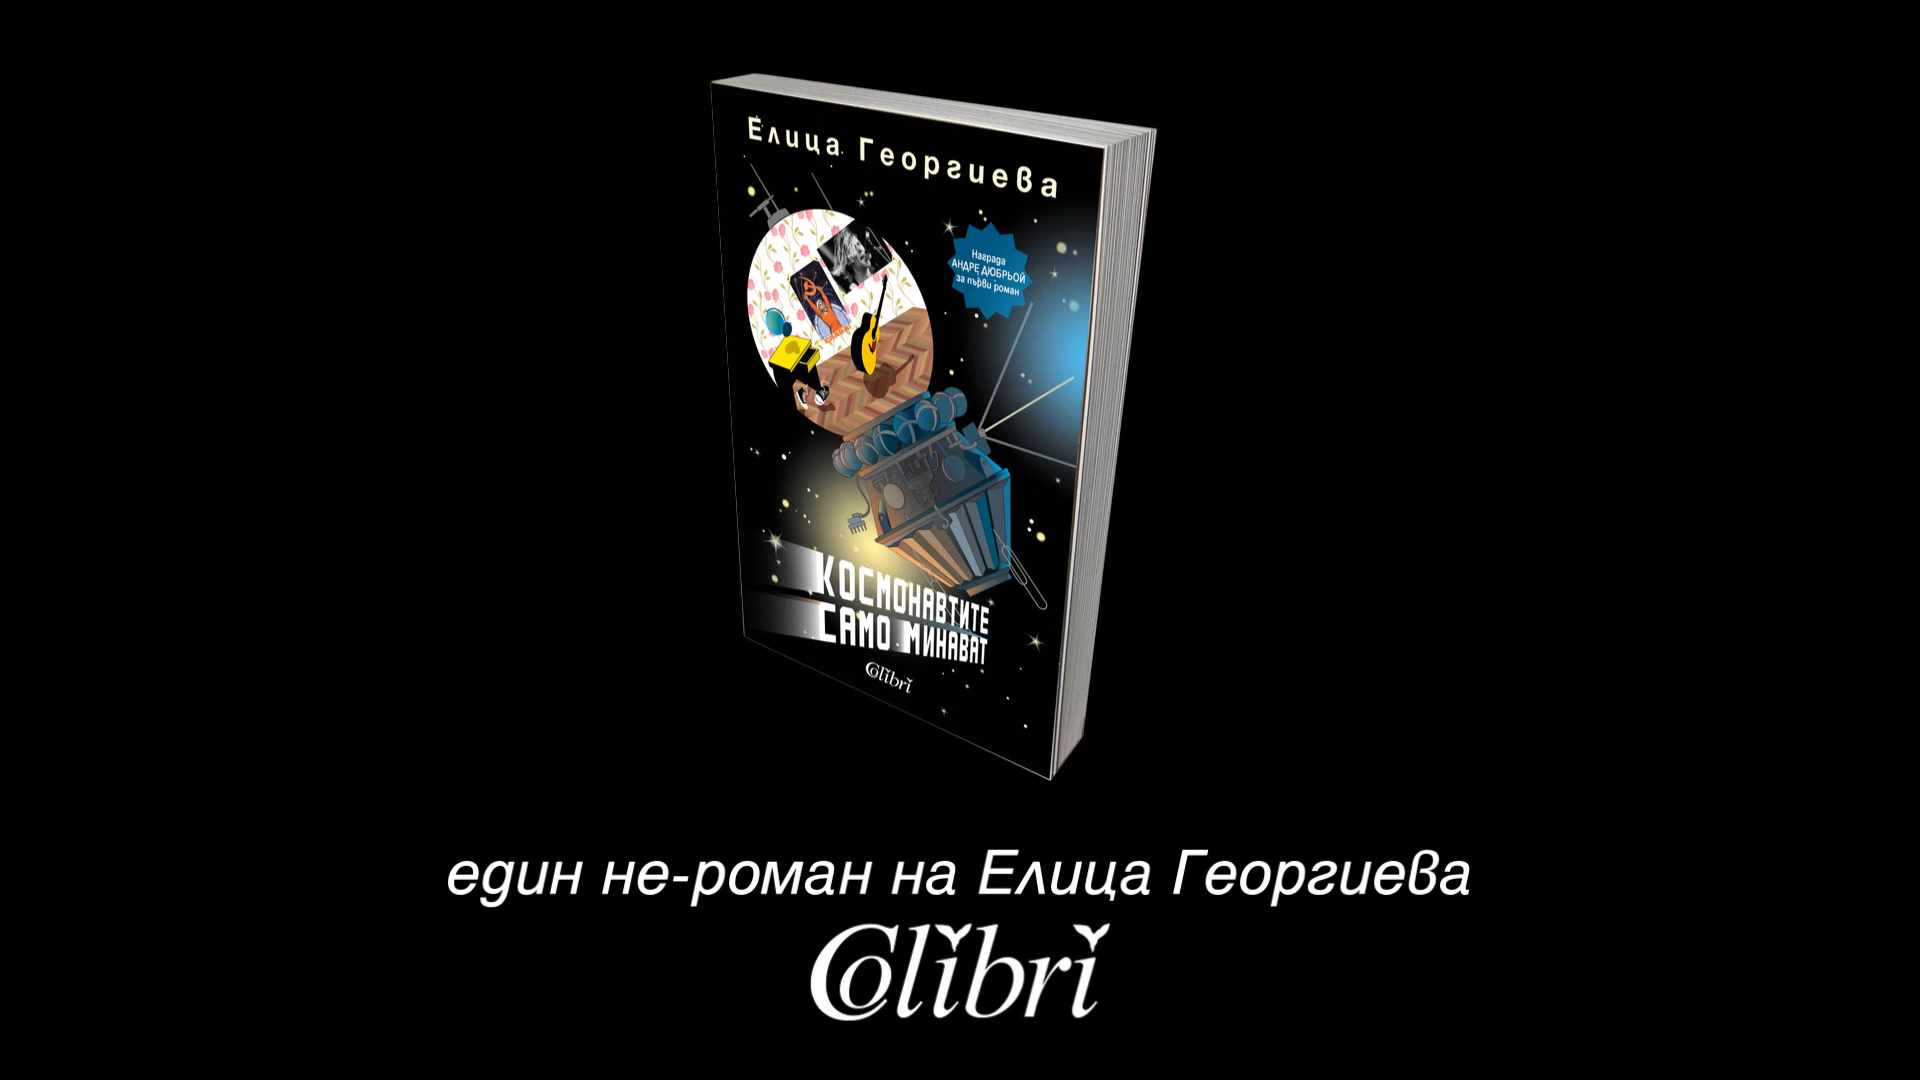 Елица Георгиева
Награда
АНДРЕ ДЮБРЬОЙ
за първи роман
КОСМОНАВТИТЕ
САМО МИНАВАТ
Colibri
един не-роман на Елица Георгиева
Colibri